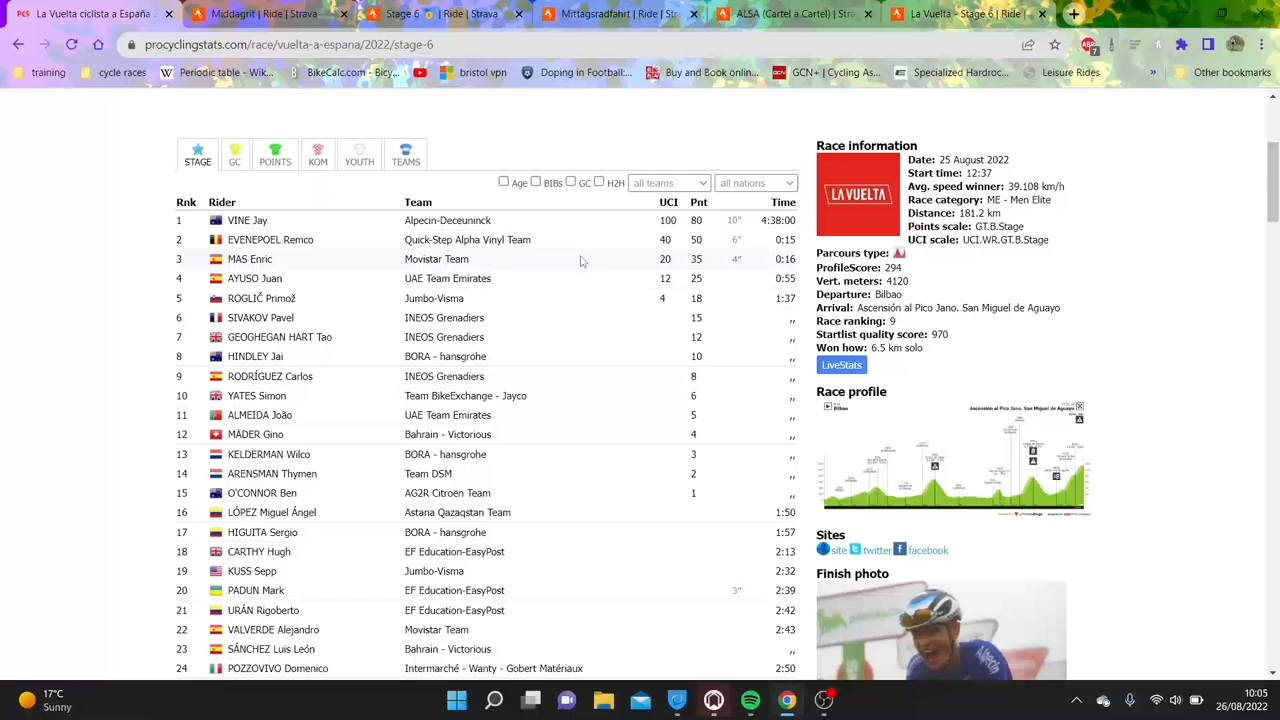 PCS La Vuelta ciclista a España
Middagrit | Strava Ride
Stage 6
Mittagsradfahrt | Ride | Str
ALSA (Cartel a Cartel) | Stra
La Vuelta - Stage 6 | Ride |
procyclingstats.com/race/vuelta-a-espana/2022/stage-6
training
cycle races
Periodic table - Wik...
BikeCalc.com - Bicy...
bristol vpn
Doping in Football:...
Buy and Book onlin...
GCN+ | Cycling As...
Specialized Hardroc...
Leisure Rides
»
Other bookmarks
STAGE GC POINTS KOM YOUTH TEAMS
Age BIBs GC H2H all teams all nations
Rnk Rider Team UCI Pnt Time
1 VINE Jay Alpecin-Deceuninck 100 80 10″ 4:38:00
2 EVENEPOEL Remco Quick-Step Alpha Vinyl Team 40 50 6″ 0:15
3 MAS Enric Movistar Team 20 35 4″ 0:16
4 AYUSO Juan UAE Team Emirates 12 25 0:55
5 ROGLIČ Primož Jumbo-Visma 4 18 1:37
6 SIVAKOV Pavel INEOS Grenadiers 15 ,,
7 GEOGHEGAN HART Tao INEOS Grenadiers 12 ,,
8 HINDLEY Jai BORA - hansgrohe 10 ,,
9 RODRÍGUEZ Carlos INEOS Grenadiers 8 ,,
10 YATES Simon Team BikeExchange - Jayco 6 ,,
11 ALMEIDA João UAE Team Emirates 5 ,,
12 MÄDER Gino Bahrain - Victorious 4 ,,
13 KELDERMAN Wilco BORA - hansgrohe 3 ,,
14 ARENSMAN Thymen Team DSM 2 ,,
15 O'CONNOR Ben AG2R Citroën Team 1 ,,
16 LÓPEZ Miguel Ángel Astana Qazaqstan Team 1:50
17 HIGUITA Sergio BORA - hansgrohe 1:57
18 CARTHY Hugh EF Education-EasyPost 2:13
19 KUSS Sepp Jumbo-Visma 2:32
20 PADUN Mark EF Education-EasyPost 3″ 2:39
21 URÁN Rigoberto EF Education-EasyPost 2:42
22 VALVERDE Alejandro Movistar Team 2:43
23 SÁNCHEZ Luis León Bahrain - Victorious ,,
24 POZZOVIVO Domenico Intermarché - Wanty - Gobert Matériaux 2:50
Race information
LA VUELTA
Date: 25 August 2022
Start time: 12:37
Avg. speed winner: 39.108 km/h
Race category: ME - Men Elite
Distance: 181.2 km
Points scale: GT.B.Stage
UCI scale: UCI.WR.GT.B.Stage
Parcours type:
ProfileScore: 294
Vert. meters: 4120
Departure: Bilbao
Arrival: Ascensión al Pico Jano. San Miguel de Aguayo
Race ranking: 9
Startlist quality score: 970
Won how: 6.5 km solo
LiveStats
Race profile
Bilbao
Ascensión al Pico Jano. San Miguel de Aguayo
Sites
site twitter facebook
Finish photo
Alpecin
17°C
Sunny
10:05
26/08/2022